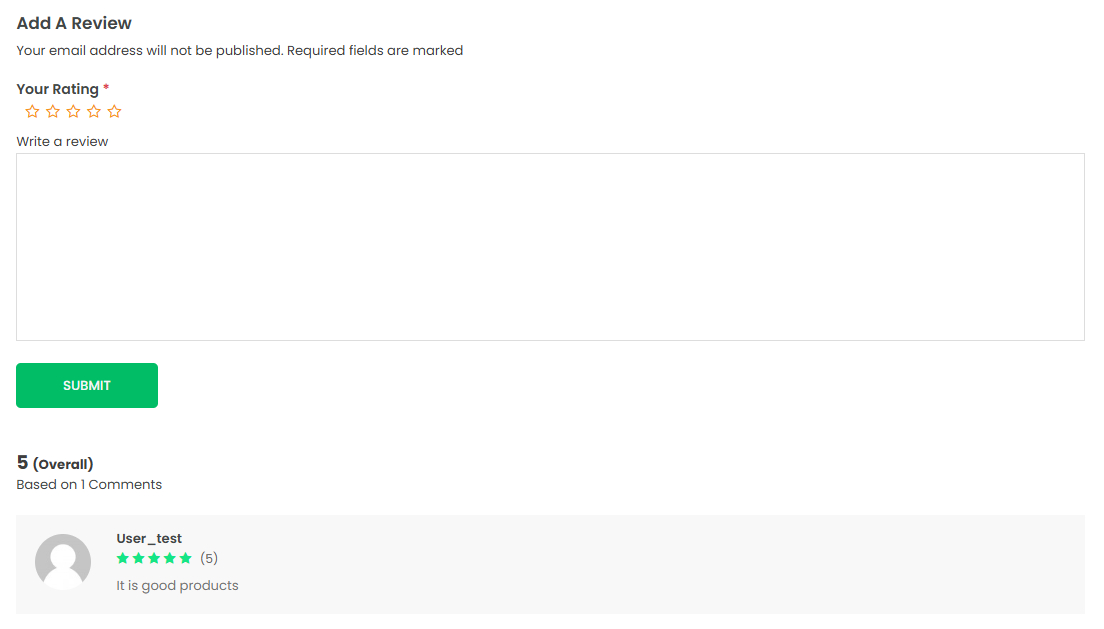 Add A Review
Your email address will not be published. Required fields are marked
Your Rating *
Write a review
SUBMIT
5 (Overall)
Based on 1 Comments
User_test
(5)
It is good products